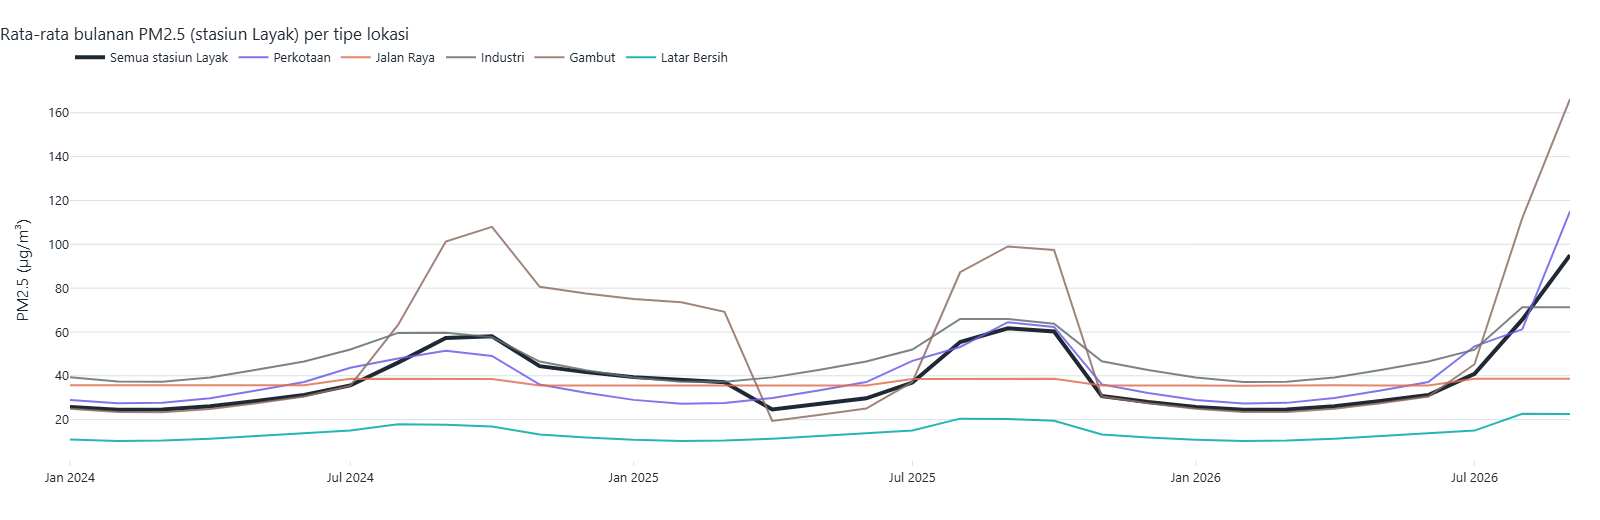 Rata-rata bulanan PM2.5 (stasiun Layak) per tipe lokasi
Semua stasiun Layak Perkotaan Jalan Raya Industri Gambut Latar Bersih
PM2.5 (µg/m³)
160
140
120
100
80
60
40
20
Jan 2024 Jul 2024 Jan 2025 Jul 2025 Jan 2026 Jul 2026